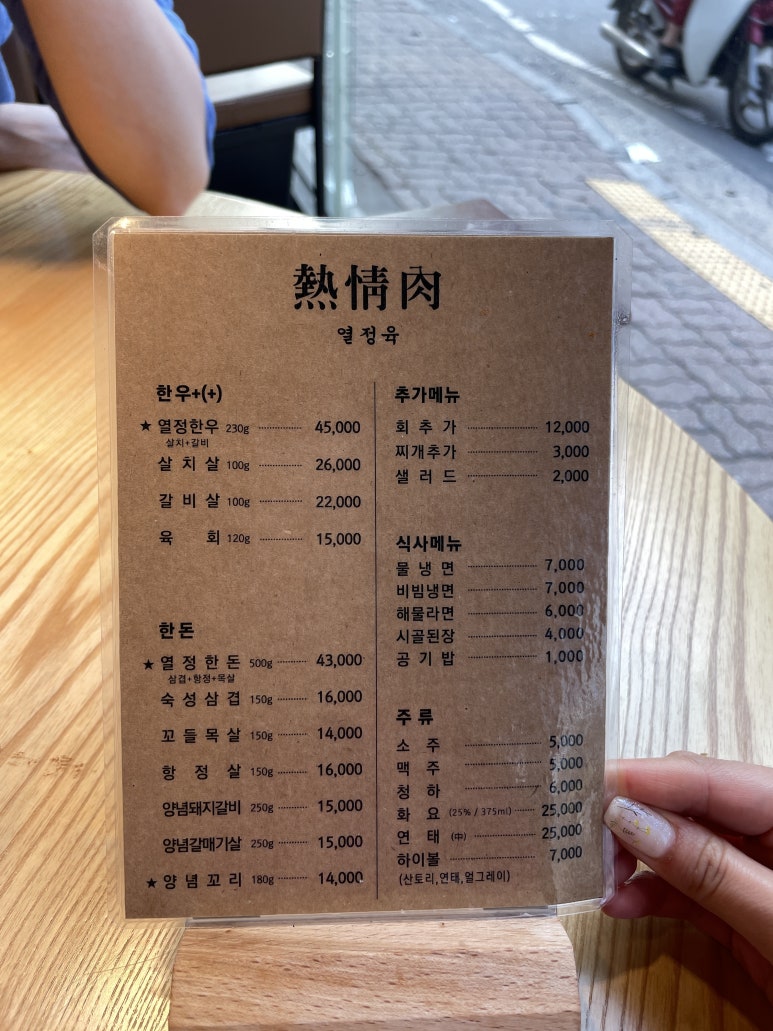 熱情肉
열정육
한우+(+)
★ 열정한우 230g 45,000
살치+갈비
살치살 100g 26,000
갈비살 100g 22,000
육회 120g 15,000
한돈
★ 열정한돈 500g 43,000
삼겹+항정+목살
숙성삼겹 150g 16,000
꼬들목살 150g 14,000
항정살 150g 16,000
양념돼지갈비 250g 15,000
양념갈매기살 250g 15,000
★ 양념꼬리 180g 14,000
추가메뉴
회추가 12,000
찌개추가 3,000
샐러드 2,000
식사메뉴
물냉면 7,000
비빔냉면 7,000
해물라면 6,000
시골된장 4,000
공기밥 1,000
주류
소주 5,000
맥주 5,000
청하 6,000
화요 (25% / 375ml) 25,000
연태 (中) 25,000
하이볼 7,000
(산토리,연태,얼그레이)